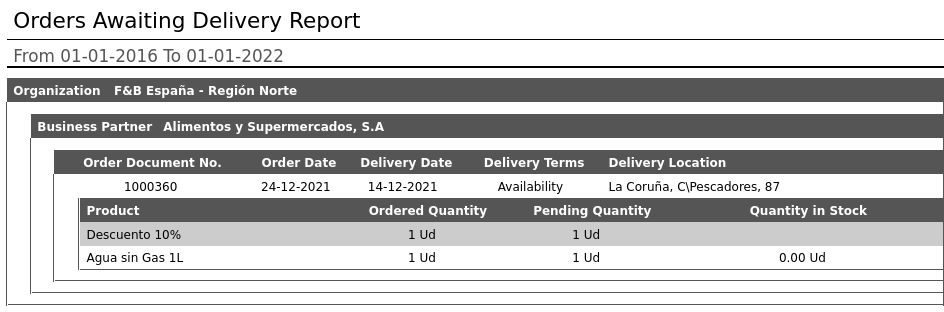 Orders Awaiting Delivery Report
From 01-01-2016 To 01-01-2022
Organization F&B España - Región Norte
Business Partner Alimentos y Supermercados, S.A
Order Document No. Order Date Delivery Date Delivery Terms Delivery Location
1000360 24-12-2021 14-12-2021 Availability La Coruña, C\Pescadores, 87
Product Ordered Quantity Pending Quantity Quantity in Stock
Descuento 10% 1 Ud 1 Ud
Agua sin Gas 1L 1 Ud 1 Ud 0.00 Ud